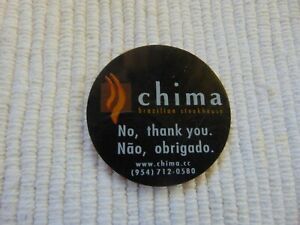 chima
brazilian steakhouse
No, thank you.
Não, obrigado.
www.chima.cc
(954) 712-0580